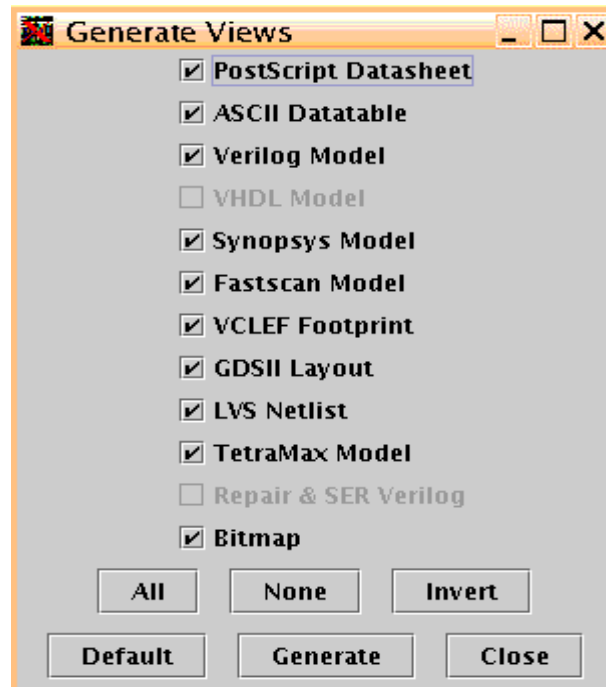 Generate Views
PostScript Datasheet
ASCII Datatable
Verilog Model
VHDL Model
Synopsys Model
Fastscan Model
VCLEF Footprint
GDSII Layout
LVS Netlist
TetraMax Model
Repair & SER Verilog
Bitmap
All None Invert
Default Generate Close